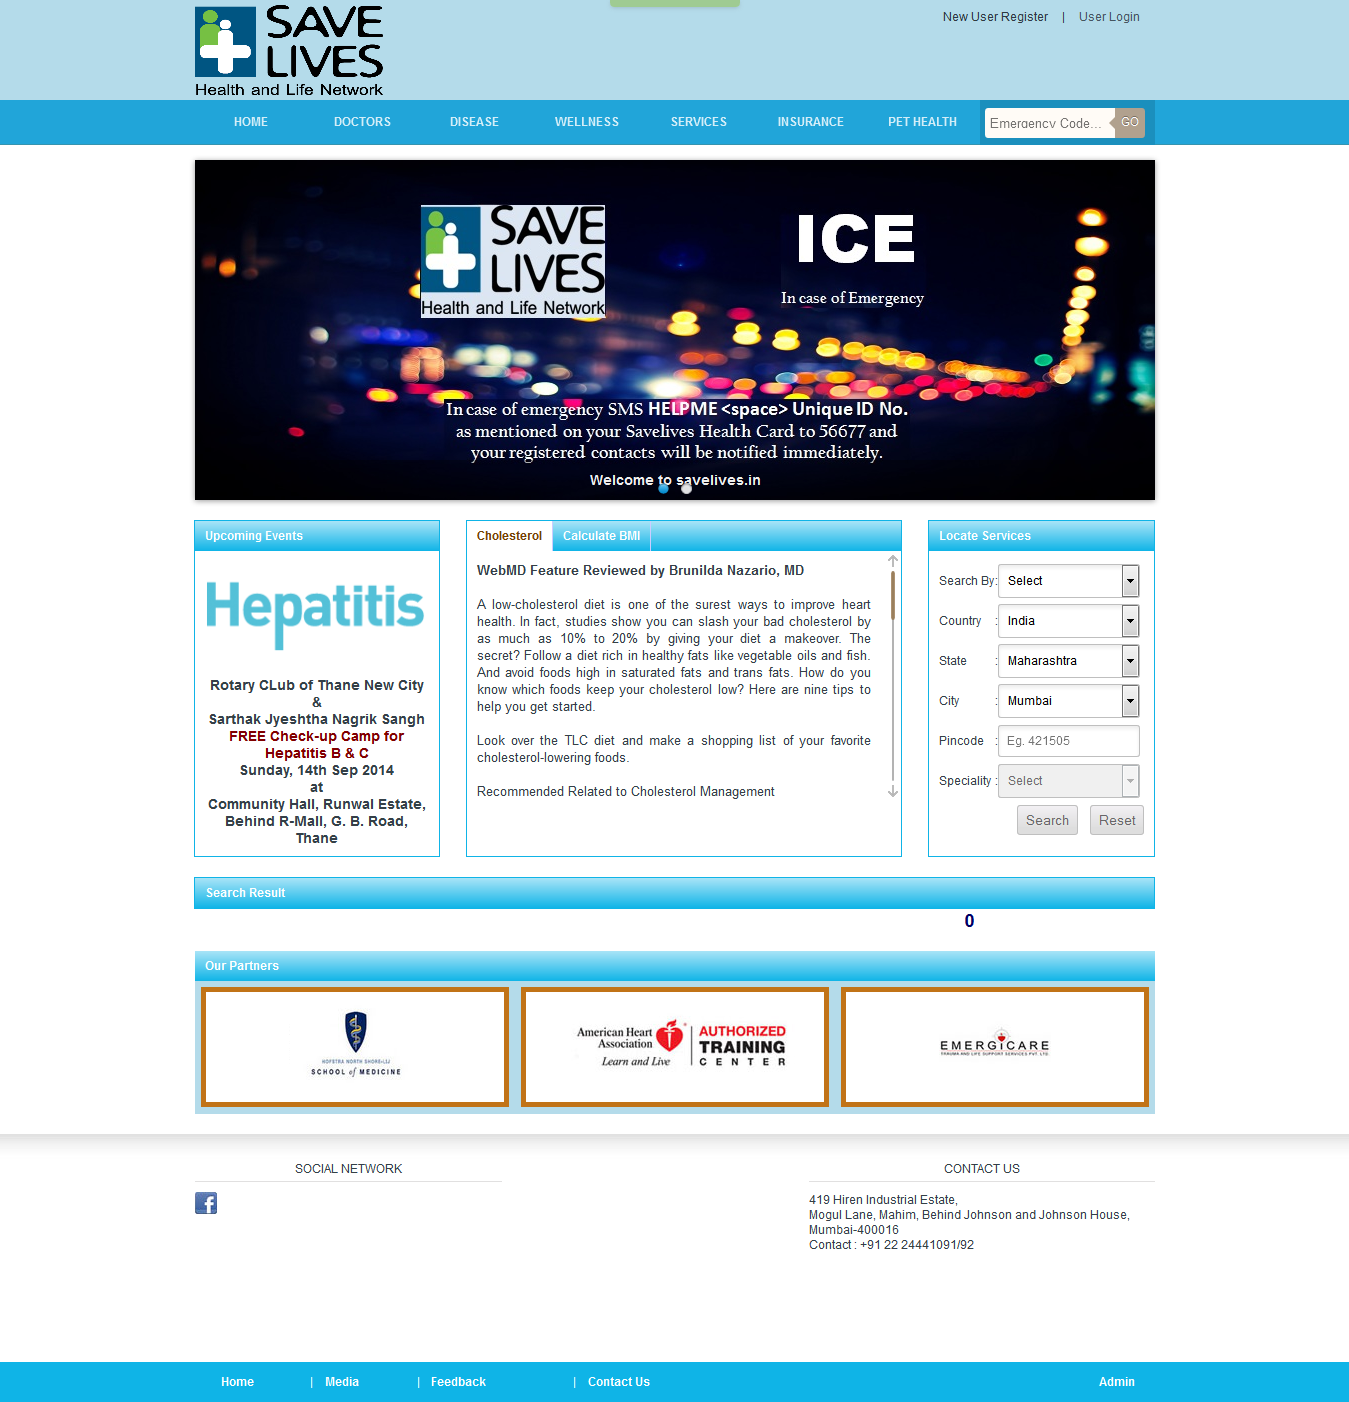 SAVE
LIVES
Health and Life Network
New User Register | User Login
HOME DOCTORS DISEASE WELLNESS SERVICES INSURANCE PET HEALTH Emergency Code... GO
SAVE
LIVES
Health and Life Network
ICE
In case of Emergency
In case of emergency SMS HELPME <space> Unique ID No.
as mentioned on your Savelives Health Card to 56677 and
your registered contacts will be notified immediately.
Welcome to savelives.in
Upcoming Events
Hepatitis
Rotary CLub of Thane New City
&
Sarthak Jyeshtha Nagrik Sangh
FREE Check-up Camp for
Hepatitis B & C
Sunday, 14th Sep 2014
at
Community Hall, Runwal Estate,
Behind R-Mall, G. B. Road,
Thane
Cholesterol Calculate BMI
WebMD Feature Reviewed by Brunilda Nazario, MD
A low-cholesterol diet is one of the surest ways to improve heart
health. In fact, studies show you can slash your bad cholesterol by
as much as 10% to 20% by giving your diet a makeover. The
secret? Follow a diet rich in healthy fats like vegetable oils and fish.
And avoid foods high in saturated fats and trans fats. How do you
know which foods keep your cholesterol low? Here are nine tips to
help you get started.
Look over the TLC diet and make a shopping list of your favorite
cholesterol-lowering foods.
Recommended Related to Cholesterol Management
Locate Services
Search By: Select
Country : India
State : Maharashtra
City : Mumbai
Pincode : Eg. 421505
Speciality : Select
Search Reset
Search Result
0
Our Partners
HOFSTRA NORTH SHORE-LIJ
SCHOOL of MEDICINE
American Heart
Association
Learn and Live
AUTHORIZED
TRAINING
CENTER
EMERGICARE
TRAUMA AND LIFE SUPPORT SERVICES PVT. LTD.
SOCIAL NETWORK
CONTACT US
419 Hiren Industrial Estate,
Mogul Lane, Mahim, Behind Johnson and Johnson House,
Mumbai-400016
Contact : +91 22 24441091/92
Home | Media | Feedback | Contact Us Admin